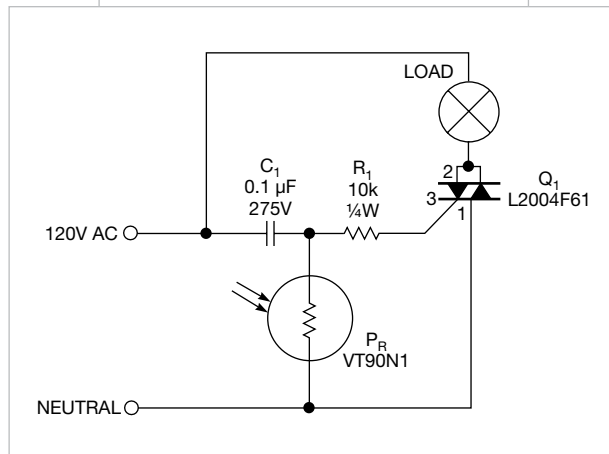 LOAD
C1
0.1 µF
275V
R1
10k
¼W
2
3
1
Q1
L2004F61
120V AC
PR
VT90N1
NEUTRAL